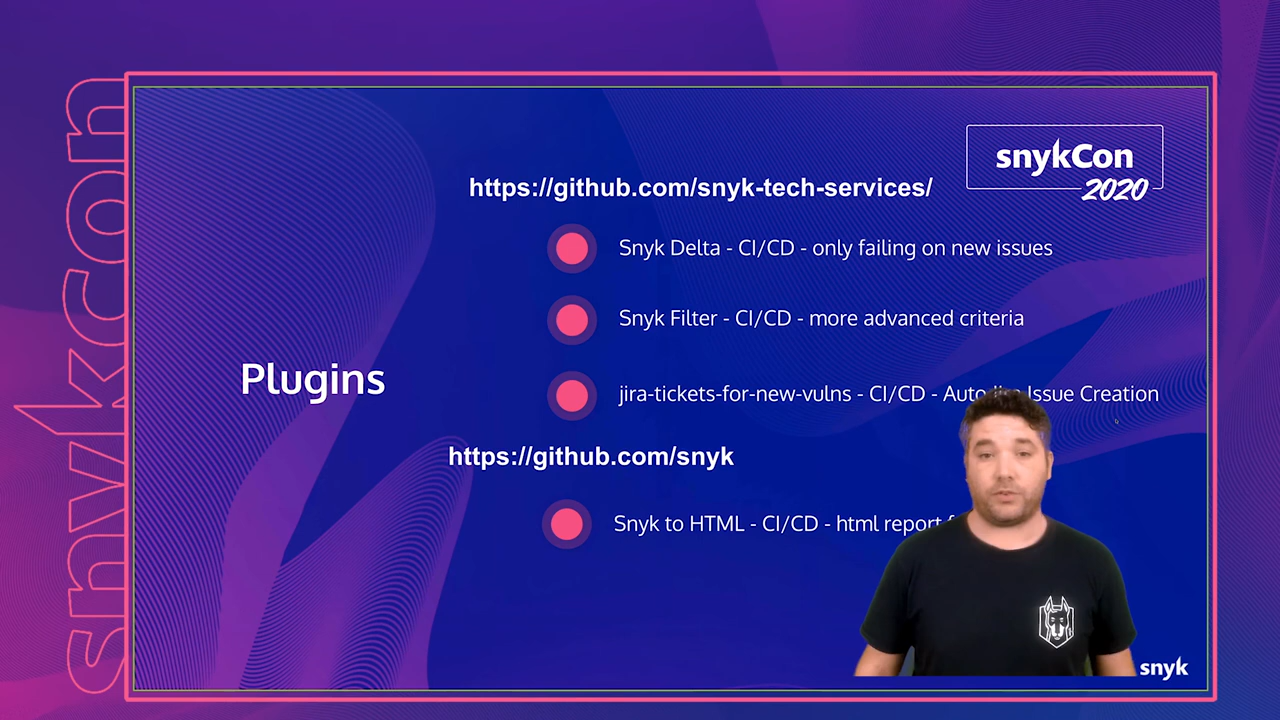 snykcon
snykCon
2020
https://github.com/snyk-tech-services/
Snyk Delta - CI/CD - only failing on new issues
Snyk Filter - CI/CD - more advanced criteria
Plugins
jira-tickets-for-new-vulns - CI/CD - Auto Jira Issue Creation
https://github.com/snyk
Snyk to HTML - CI/CD - html report
snyk